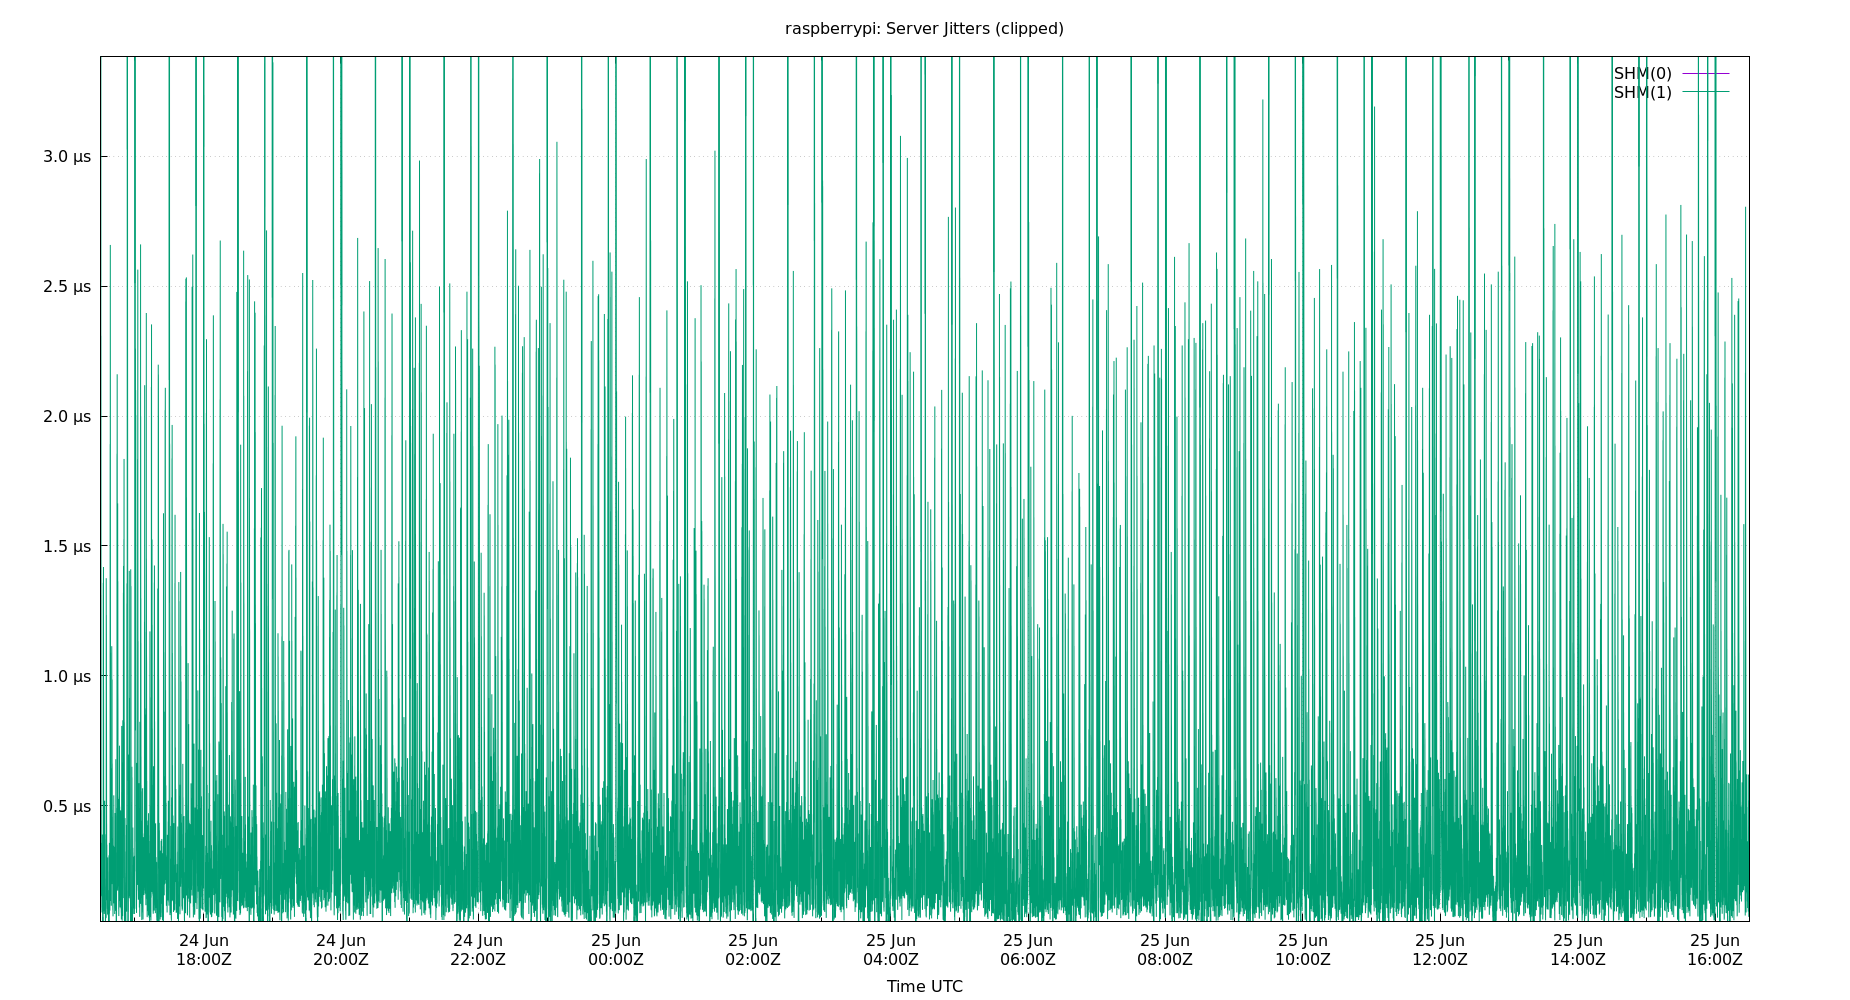 raspberrypi: Server Jitters (clipped)
SHM(0)
SHM(1)
3.0 µs
2.5 µs
2.0 µs
1.5 µs
1.0 µs
0.5 µs
24 Jun 24 Jun 24 Jun 25 Jun 25 Jun 25 Jun 25 Jun 25 Jun 25 Jun 25 Jun 25 Jun 25 Jun
18:00Z 20:00Z 22:00Z 00:00Z 02:00Z 04:00Z 06:00Z 08:00Z 10:00Z 12:00Z 14:00Z 16:00Z
Time UTC